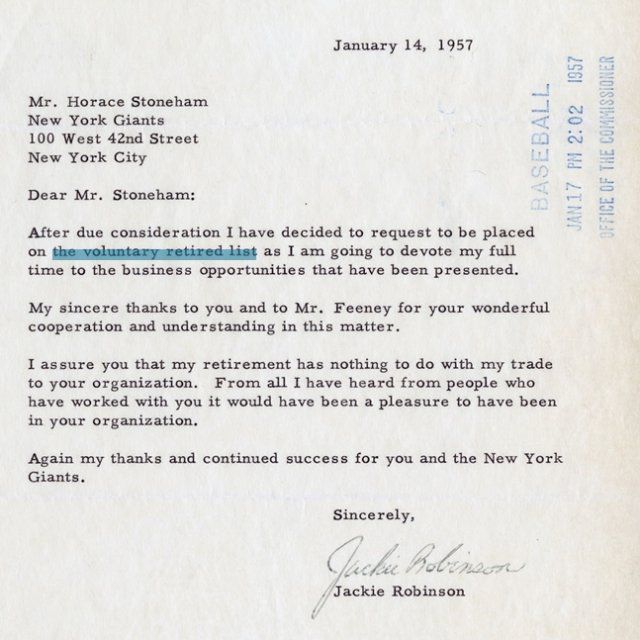 January 14, 1957
Mr. Horace Stoneham
New York Giants
100 West 42nd Street
New York City
Dear Mr. Stoneham:
After due consideration I have decided to request to be placed
on the voluntary retired list as I am going to devote my full
time to the business opportunities that have been presented.
My sincere thanks to you and to Mr. Feeney for your wonderful
cooperation and understanding in this matter.
I assure you that my retirement has nothing to do with my trade
to your organization. From all I have heard from people who
have worked with you it would have been a pleasure to have been
in your organization.
Again my thanks and continued success for you and the New York
Giants.
Sincerely,
Jackie Robinson
Jackie Robinson
BASEBALL
JAN 17 PM 2:02 1957
OFFICE OF THE COMMISSIONER